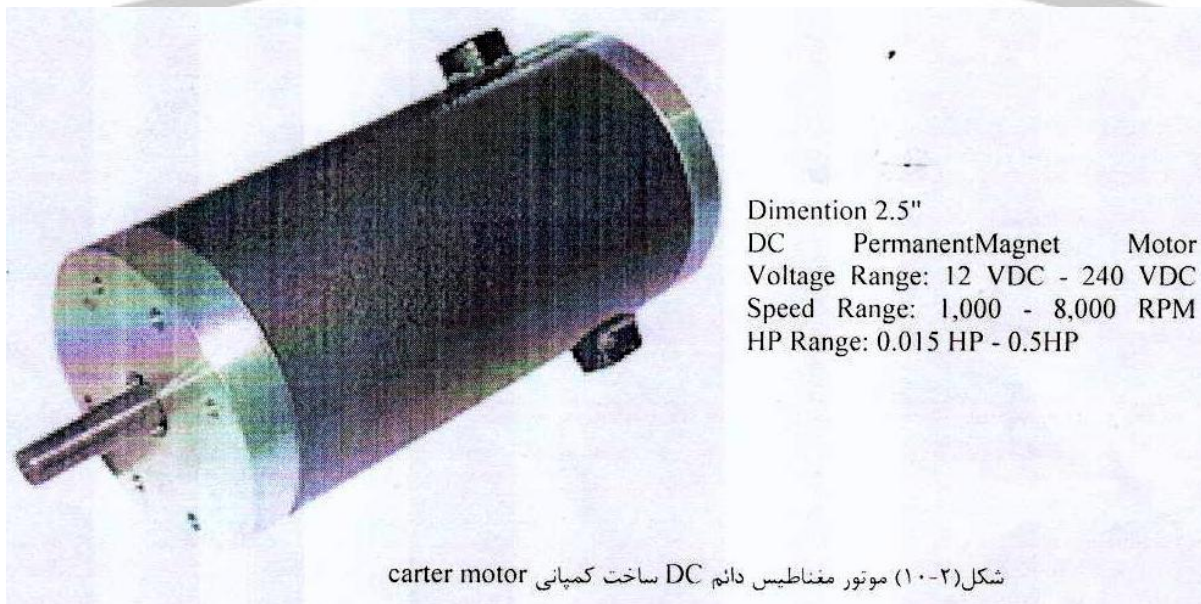 Dimention 2.5"
DC PermanentMagnet Motor
Voltage Range: 12 VDC - 240 VDC
Speed Range: 1,000 - 8,000 RPM
HP Range: 0.015 HP - 0.5HP
شکل(۲-۱۰) موتور مغناطیس دائم DC ساخت کمپانی carter motor